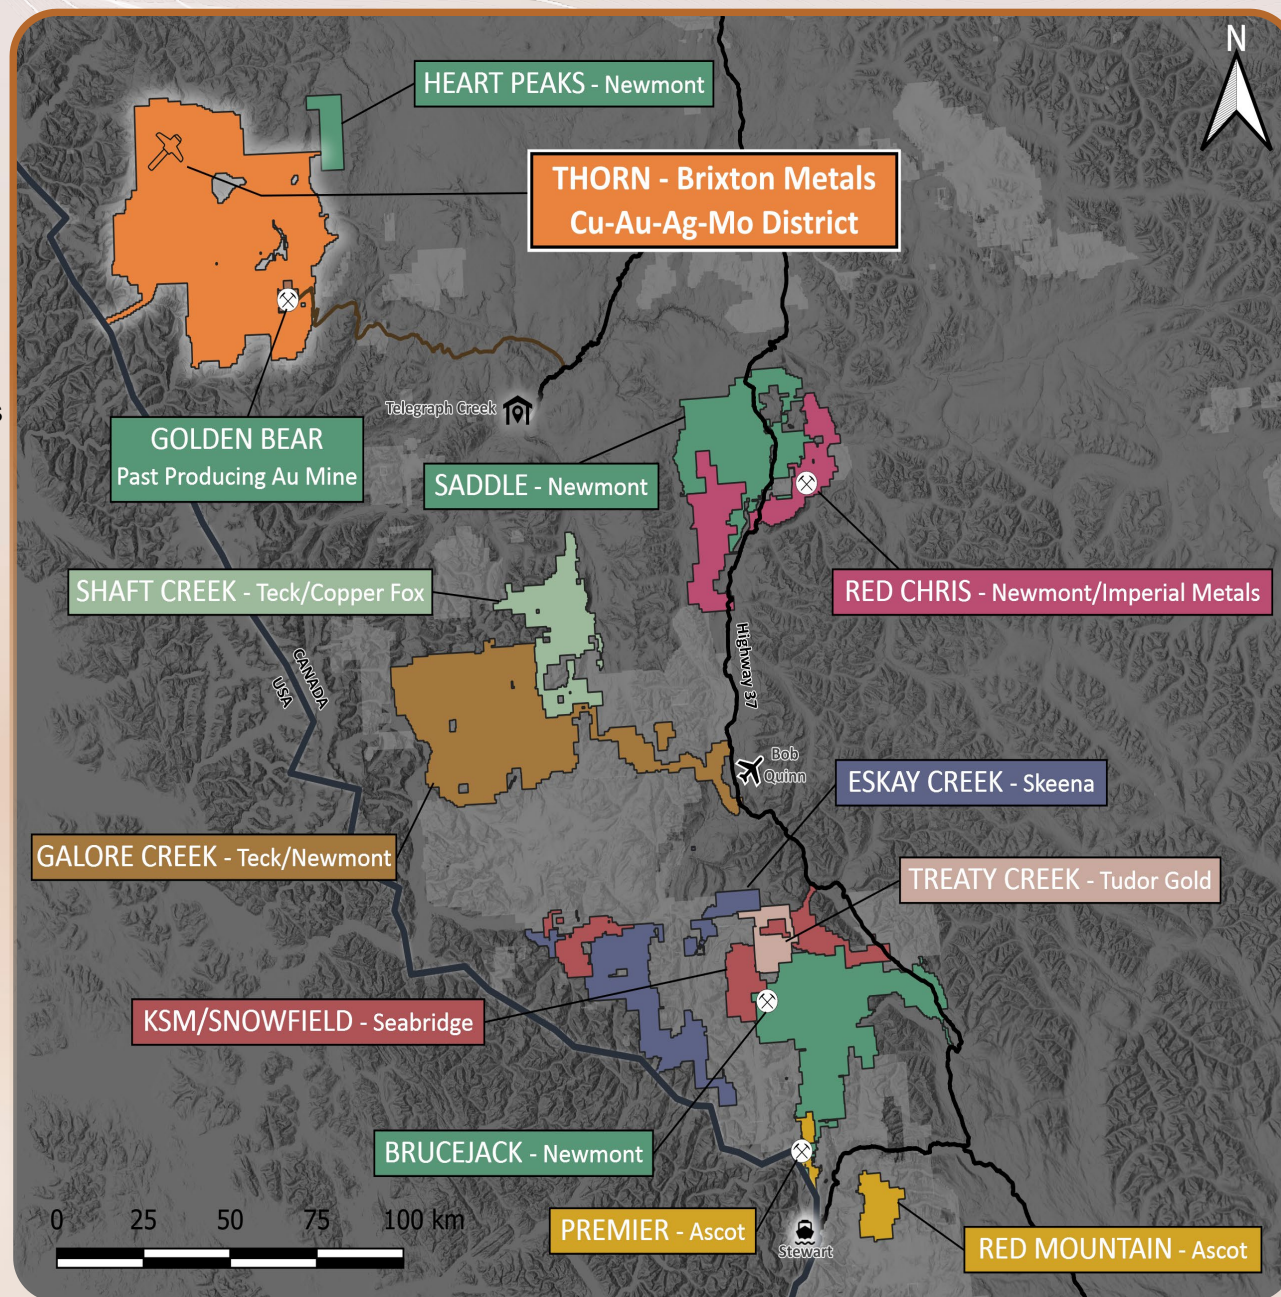 N
HEART PEAKS - Newmont
THORN - Brixton Metals
Cu-Au-Ag-Mo District
s
Telegraph Creek
GOLDEN BEAR
Past Producing Au Mine
SADDLE - Newmont
SHAFT CREEK - Teck/Copper Fox
RED CHRIS - Newmont/Imperial Metals
Highway 37
CANADA
USA
Bob
Quinn
ESKAY CREEK - Skeena
GALORE CREEK - Teck/Newmont
TREATY CREEK - Tudor Gold
KSM/SNOWFIELD - Seabridge
BRUCEJACK - Newmont
0 25 50 75 100 km
PREMIER - Ascot
Stewart
RED MOUNTAIN - Ascot